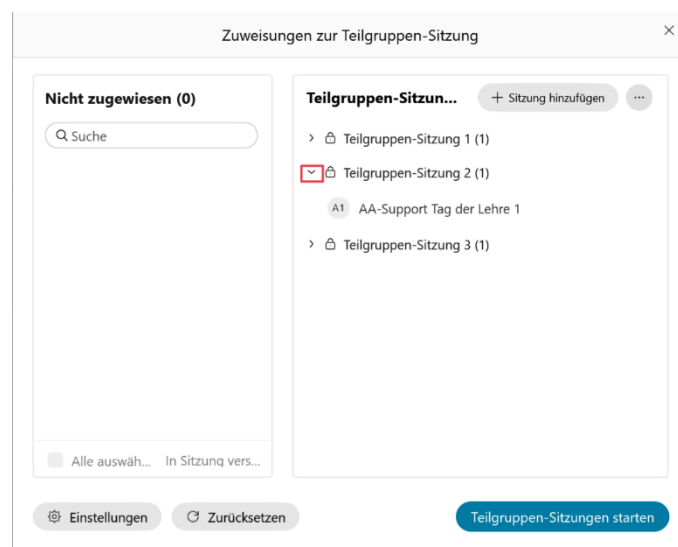 Zuweisungen zur Teilgruppen-Sitzung
Nicht zugewiesen (0)
Suche
Alle auswäh... In Sitzung vers...
Teilgruppen-Sitzun... + Sitzung hinzufügen ...
Teilgruppen-Sitzung 1 (1)
Teilgruppen-Sitzung 2 (1)
A1 AA-Support Tag der Lehre 1
Teilgruppen-Sitzung 3 (1)
Einstellungen Zurücksetzen Teilgruppen-Sitzungen starten